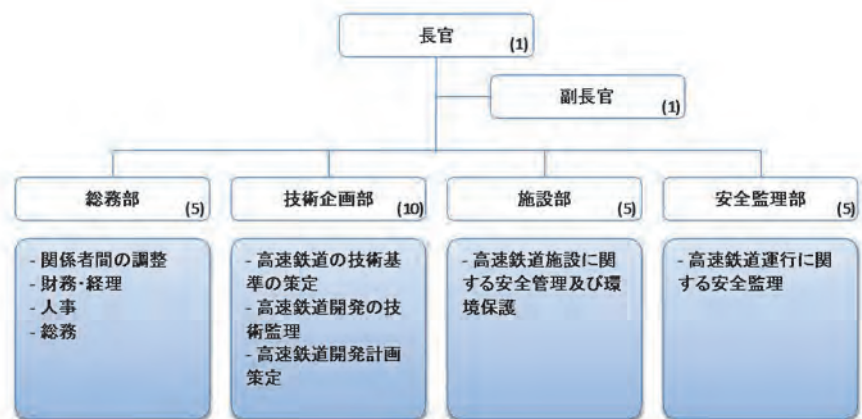 長官
(1)
副長官
(1)
総務部
(5)
技術企画部
(10)
施設部
(5)
安全監理部
(5)
- 関係者間の調整
- 財務・経理
- 人事
- 総務
- 高速鉄道の技術基
準の策定
- 高速鉄道開発の技
術監理
- 高速鉄道開発計画
策定
- 高速鉄道施設に関
する安全管理及び環
境保護
- 高速鉄道運行に関
する安全監理